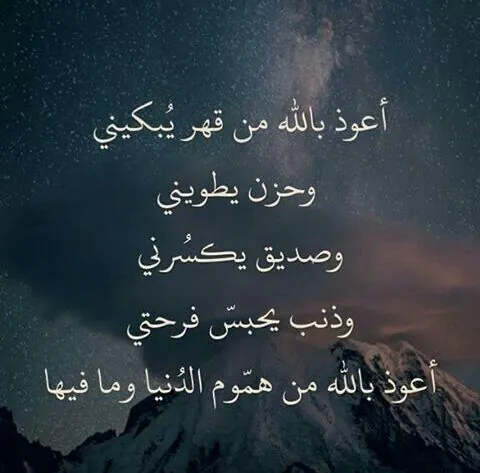 أعوذ بالله من قهر يُبكيني
وحزن يطويني
وصديق يكسُرني
وذنب يحبسّ فرحتي
أعوذ بالله من همّوم الدُنيا وما فيها